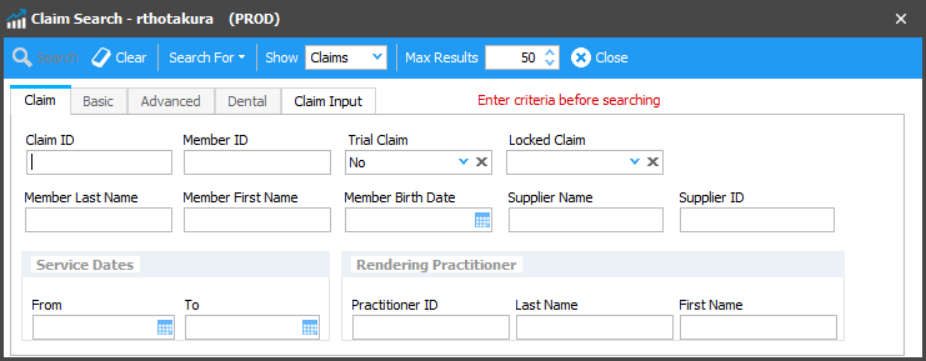 Claim Search - rthotakura (PROD)
Search Clear Search For Show Claims Max Results 50 Close
Claim Basic Advanced Dental Claim Input Enter criteria before searching
Claim ID Member ID Trial Claim Locked Claim
No
Member Last Name Member First Name Member Birth Date Supplier Name Supplier ID
Service Dates Rendering Practitioner
From To Practitioner ID Last Name First Name